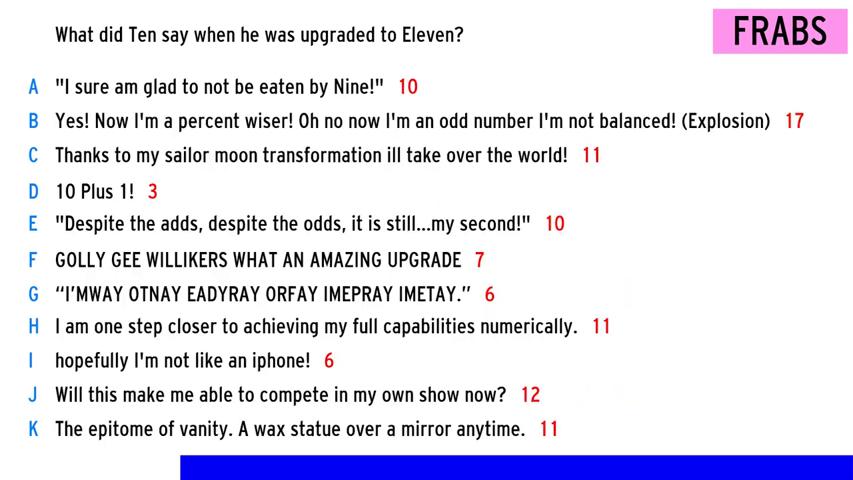 What did Ten say when he was upgraded to Eleven?
FRABS
A "I sure am glad to not be eaten by Nine!" 10
B Yes! Now I'm a percent wiser! Oh no now I'm an odd number I'm not balanced! (Explosion) 17
C Thanks to my sailor moon transformation ill take over the world! 11
D 10 Plus 1! 3
E "Despite the adds, despite the odds, it is still...my second!" 10
F GOLLY GEE WILLIKERS WHAT AN AMAZING UPGRADE 7
G “I’MWAY OTNAY EADYRAY ORFAY IMEPRAY IMETAY.” 6
H I am one step closer to achieving my full capabilities numerically. 11
I hopefully I'm not like an iphone! 6
J Will this make me able to compete in my own show now? 12
K The epitome of vanity. A wax statue over a mirror anytime. 11